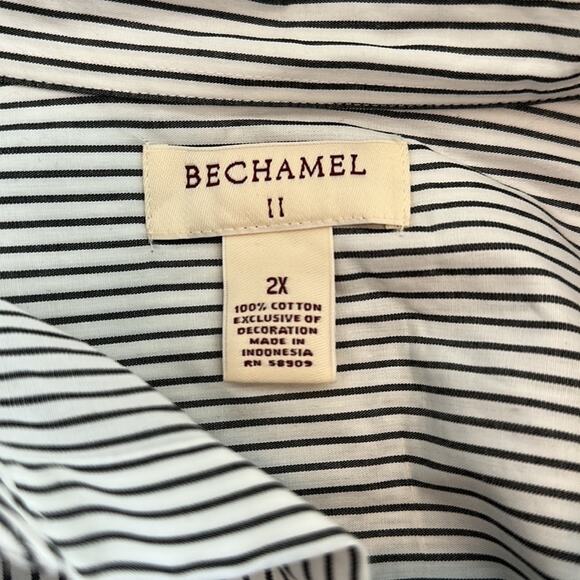 BECHAMEL
II
2X
100% COTTON
EXCLUSIVE OF
DECORATION
MADE IN
INDONESIA
RN 58909